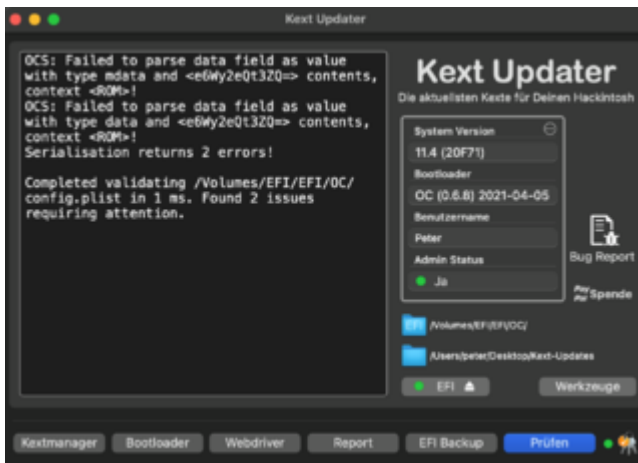 Kext Updater
OCS: Failed to parse data field as value
with type mdata and <e6Wy2eQt3ZQ=> contents,
context <ROM>!
OCS: Failed to parse data field as value
with type data and <e6Wy2eQt3ZQ=> contents,
context <ROM>!
Serialisation returns 2 errors!
Completed validating /Volumes/EFI/EFI/OC/
config.plist in 1 ms. Found 2 issues
requiring attention.
Kext Updater
Die aktuellsten Kexte für Deinen Hackintosh
System Version
11.4 (20F71)
Bootloader
OC (0.6.8) 2021-04-05
Benutzername
Peter
Admin Status
Ja
Bug Report
PayPal Spende
EFI /Volumes/EFI/EFI/OC/
/Users/peter/Desktop/Kext-Updates
EFI
Werkzeuge
Kextmanager
Bootloader
Webdriver
Report
EFI Backup
Prüfen